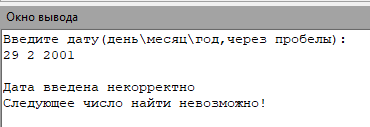 Окно вывода
Введите дату(день\месяц\год,через пробелы):
29 2 2001
Дата введена некорректно
Следующее число найти невозможно!